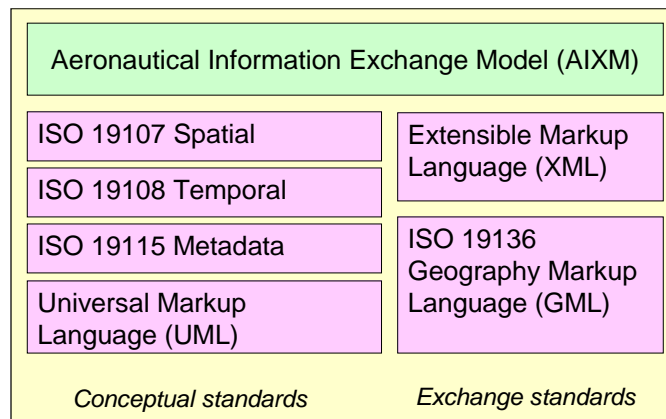 Aeronautical Information Exchange Model (AIXM)
ISO 19107 Spatial
ISO 19108 Temporal
ISO 19115 Metadata
Universal Markup
Language (UML)
Conceptual standards
Extensible Markup
Language (XML)
ISO 19136
Geography Markup
Language (GML)
Exchange standards